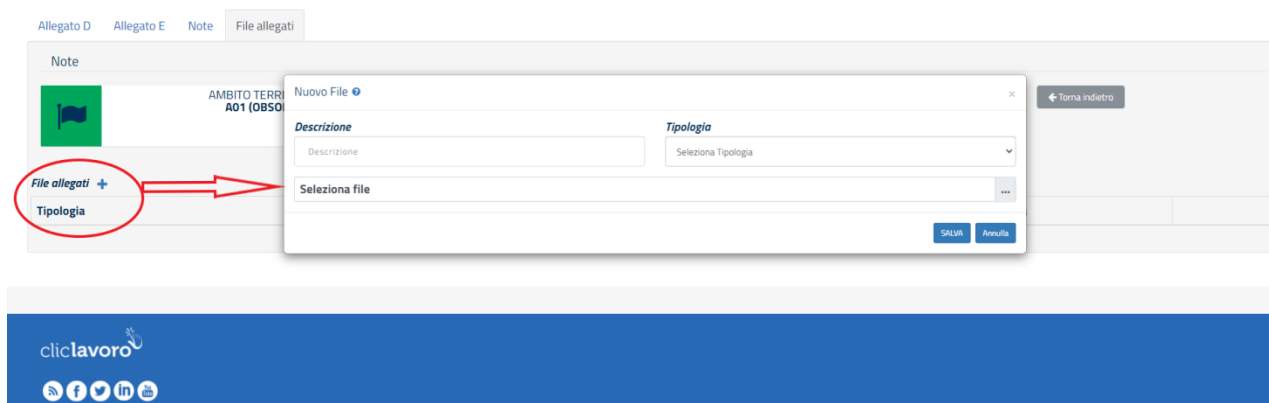 Allegato D Allegato E Note File allegati
Note
AMBITO TERRI
A01 (OBSO
Nuovo File
×
Torna indietro
Descrizione Tipologia
Descrizione Seleziona Tipologia
File allegati +
Seleziona file ...
Tipologia
SALVA Annulla
cliclavoro